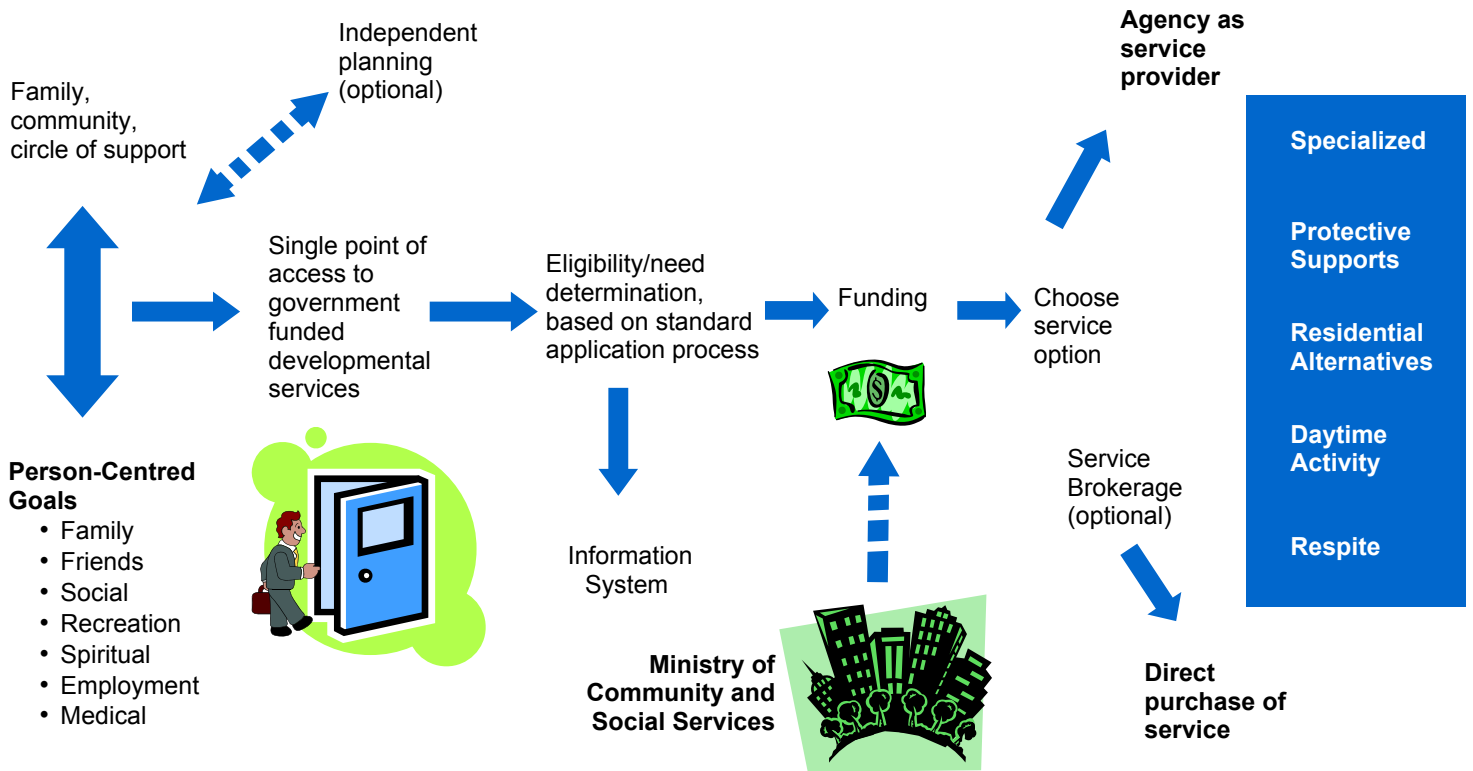 Family,
community,
circle of support
Independent
planning
(optional)
Person-Centred
Goals
• Family
• Friends
• Social
• Recreation
• Spiritual
• Employment
• Medical
Single point of
access to
government
funded
developmental
services
Eligibility/need
determination,
based on standard
application process
Information
System
Funding
$
Ministry of
Community and
Social Services
Choose
service
option
Agency as
service
provider
Service
Brokerage
(optional)
Direct
purchase of
service
Specialized
Protective
Supports
Residential
Alternatives
Daytime
Activity
Respite